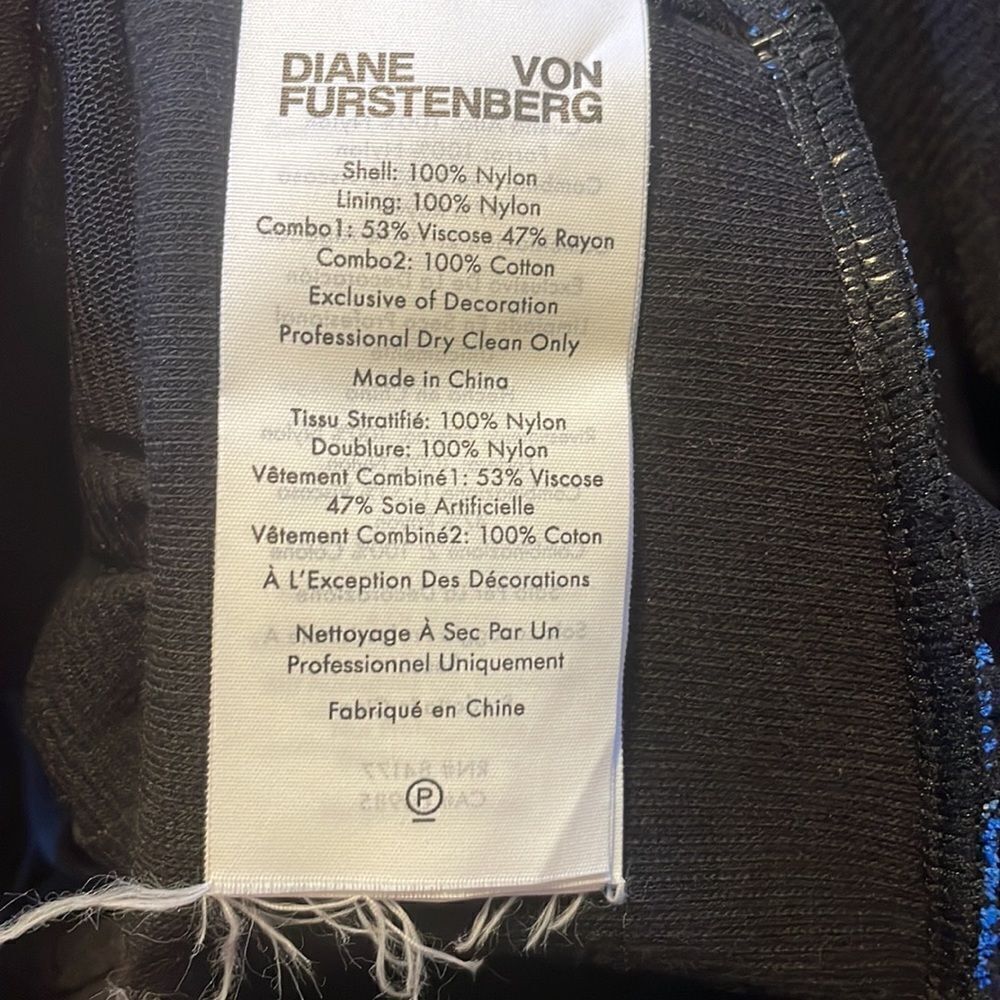 DIANE VON
FURSTENBERG
Shell: 100% Nylon
Lining: 100% Nylon
Combo1: 53% Viscose 47% Rayon
Combo2: 100% Cotton
Exclusive of Decoration
Professional Dry Clean Only
Made in China
Tissu Stratifié: 100% Nylon
Doublure: 100% Nylon
Vêtement Combiné1: 53% Viscose
47% Soie Artificielle
Vêtement Combiné2: 100% Coton
À L'Exception Des Décorations
Nettoyage À Sec Par Un
Professionnel Uniquement
Fabriqué en Chine
P